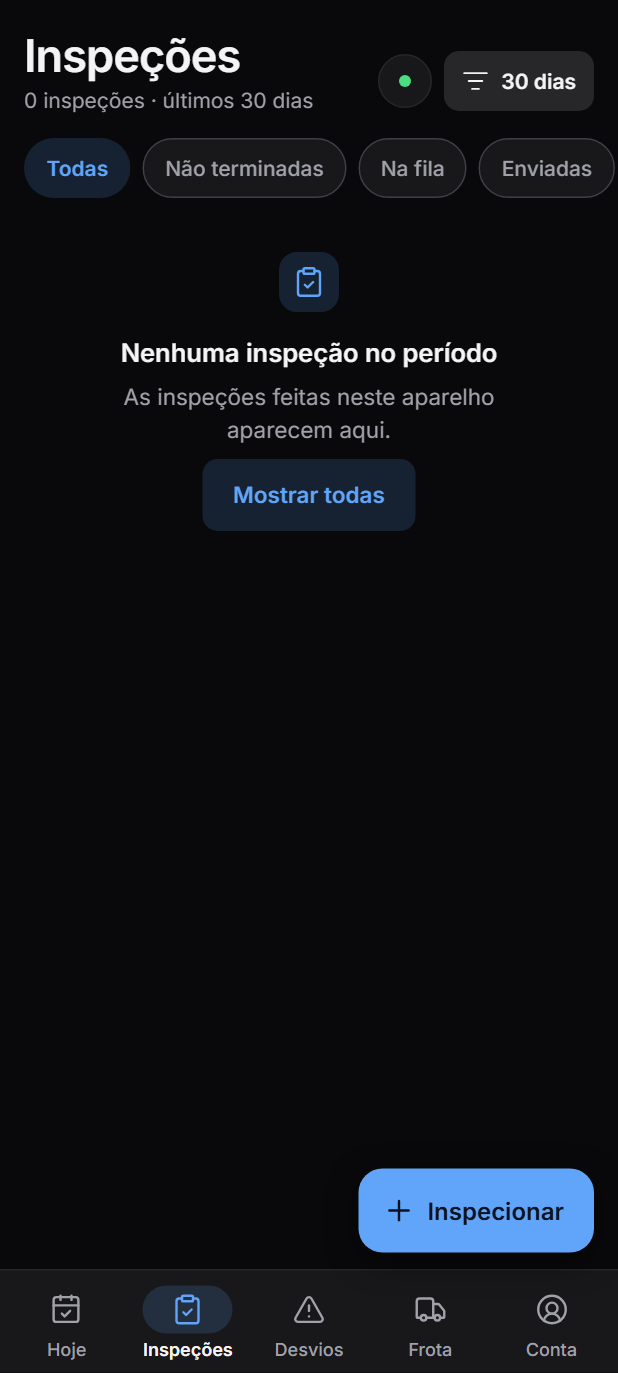 Inspeções
0 inspeções · últimos 30 dias
30 dias
Todas
Não terminadas
Na fila
Enviadas
Nenhuma inspeção no período
As inspeções feitas neste aparelho
aparecem aqui.
Mostrar todas
Inspecionar
Hoje
Inspeções
Desvios
Frota
Conta